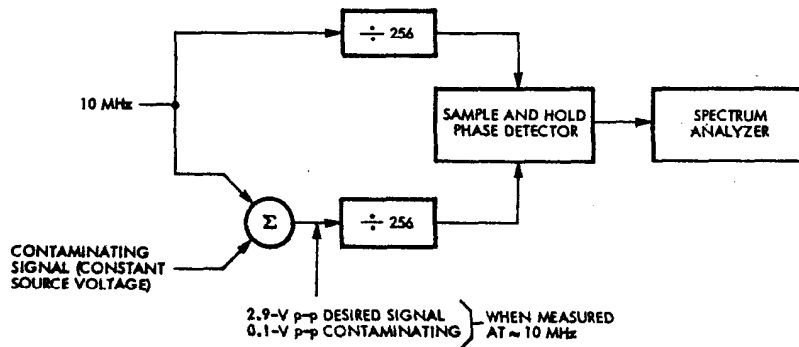 ÷ 256
10 MHz
SAMPLE AND HOLD
PHASE DETECTOR
SPECTRUM
ANALYZER
Σ
÷ 256
CONTAMINATING
SIGNAL (CONSTANT
SOURCE VOLTAGE)
2.9-V p-p DESIRED SIGNAL
0.1-V p-p CONTAMINATING
WHEN MEASURED
AT ≈ 10 MHz